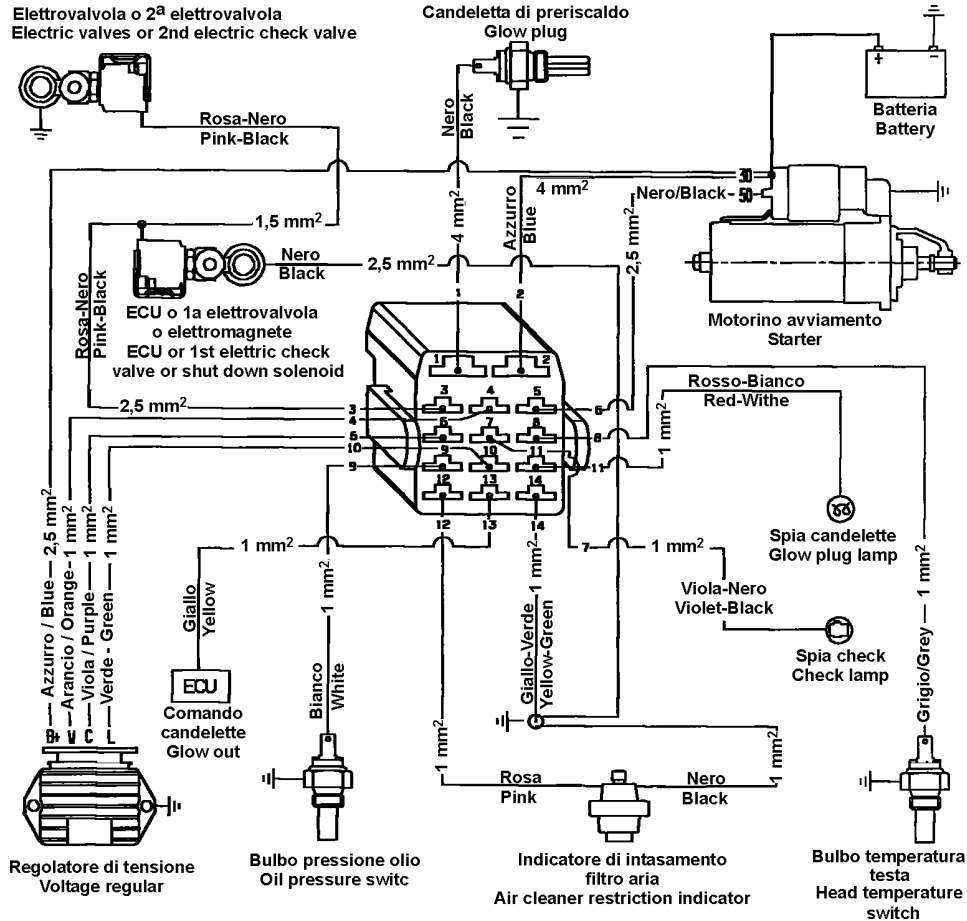 Elettrovalvola o 2ª elettrovalvola
Electric valves or 2nd electric check valve
Candeletta di preriscaldo
Glow plug
+ −
Batteria
Battery
Rosa-Nero
Pink-Black
Nero
Black
30
4 mm²
Nero/Black
50
1,5 mm²
4 mm²
Azzurro
Blue
2,5 mm²
Nero
Black
2,5 mm²
Rosa-Nero
Pink-Black
1
2
ECU o 1a elettrovalvola
o elettromagnete
ECU or 1st elettric check
valve or shut down solenoid
Motorino avviamento
Starter
1 2
3 4 5
6 7 8
9 10 11
12 13 14
2,5 mm²
3
4
6
10
9
6
8
11
Rosso-Bianco
Red-Withe
1 mm²
12 13 14
7
1 mm²
1 mm²
Spia candelette
Glow plug lamp
Viola-Nero
Violet-Black
Spia check
Check lamp
Azzurro / Blue
2,5 mm²
Arancio / Orange
1 mm²
Viola / Purple
1 mm²
Verde - Green
1 mm²
Giallo
Yellow
1 mm²
Bianco
White
1 mm²
Giallo-Verde
Yellow-Green
1 mm²
Grigio/Grey
1 mm²
ECU
Comando
candelette
Glow out
B+ W C L
1 mm²
Rosa
Pink
Nero
Black
1 mm²
Regolatore di tensione
Voltage regular
Bulbo pressione olio
Oil pressure switc
Indicatore di intasamento
filtro aria
Air cleaner restriction indicator
Bulbo temperatura
testa
Head temperature
switch